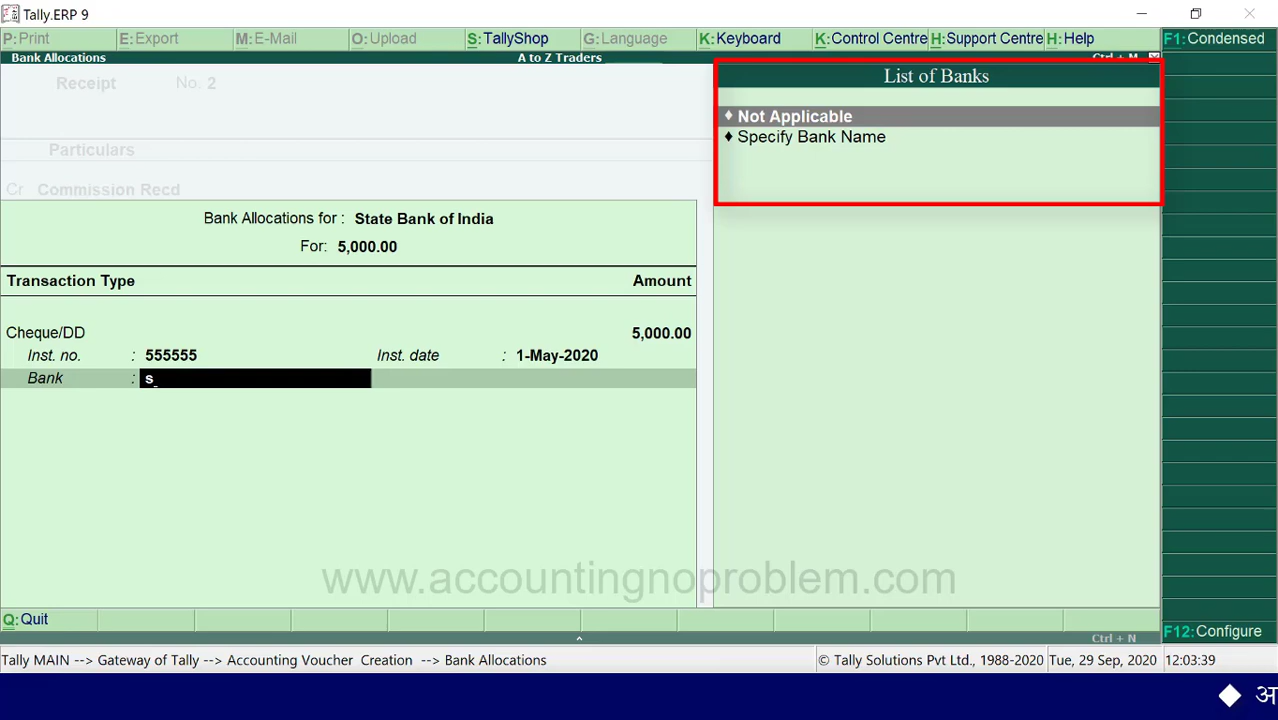 Tally.ERP 9
P:Print E:Export M:E-Mail O:Upload S:TallyShop G:Language K:Keyboard K:Control Centre H:Support Centre H:Help F1:Condensed
Bank Allocations A to Z Traders Ctrl + M
Receipt No. 2
Particulars
Cr Commission Recd
List of Banks
♦ Not Applicable
♦ Specify Bank Name
Bank Allocations for : State Bank of India
For: 5,000.00
Transaction Type Amount
Cheque/DD 5,000.00
Inst. no. : 555555 Inst. date : 1-May-2020
Bank : s_
www.accountingnoproblem.com
Q:Quit
Ctrl + N
F12:Configure
Tally MAIN --> Gateway of Tally --> Accounting Voucher Creation --> Bank Allocations © Tally Solutions Pvt Ltd., 1988-2020 Tue, 29 Sep, 2020 12:03:39